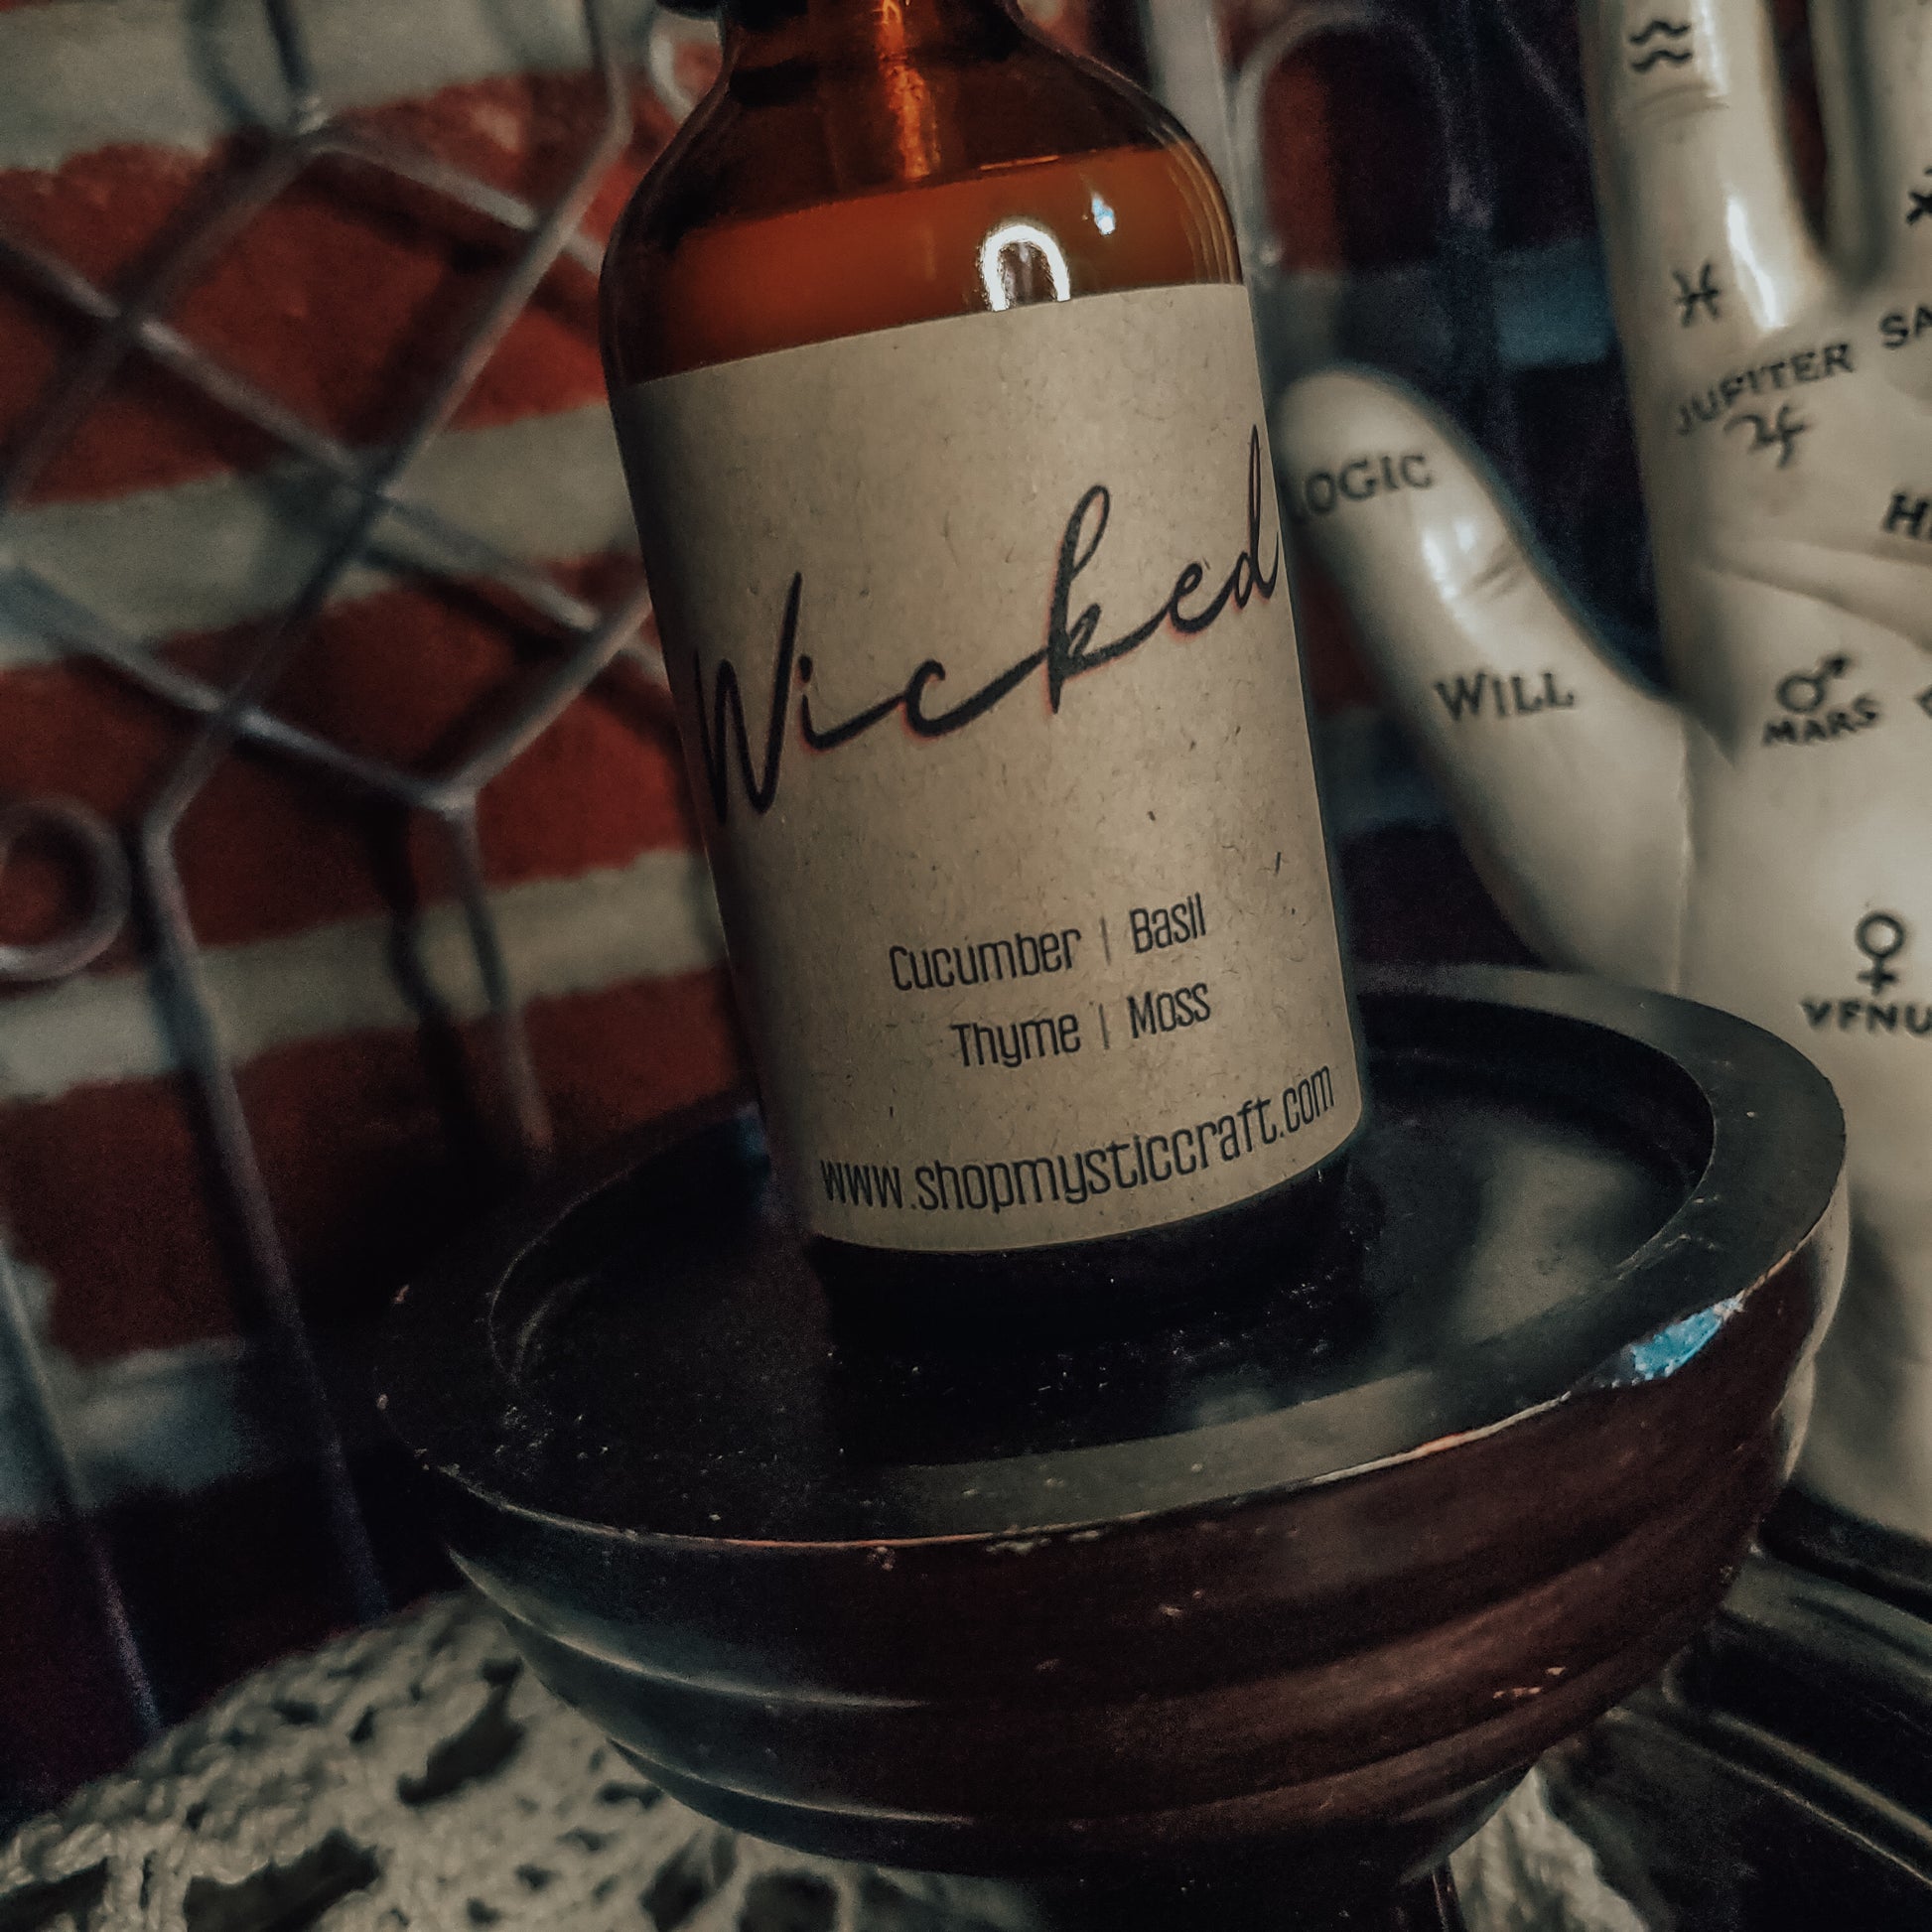 Wicked
Cucumber | Basil
Thyme | Moss
www.shopmysticcraft.com
LOGIC
WILL
JUPITER
MARS